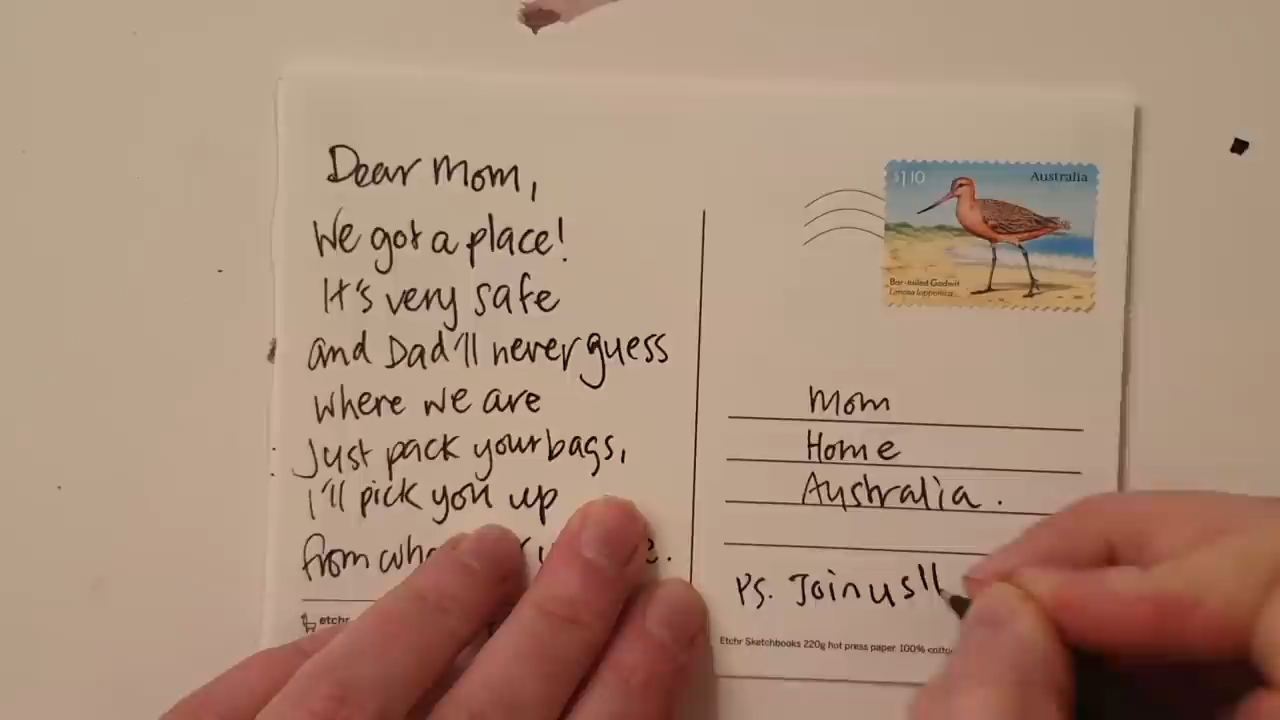 Dear Mom,
We got a place!
It's very safe
and Dad'll never guess
where we are
Just pack your bags,
I'll pick you up
from
etchr
$1.10
Australia
Bar-tailed Godwit
Limosa lapponica
Mom
Home
Australia.
PS. Join us!!
Etchr Sketchbooks 220g hot press paper 100%